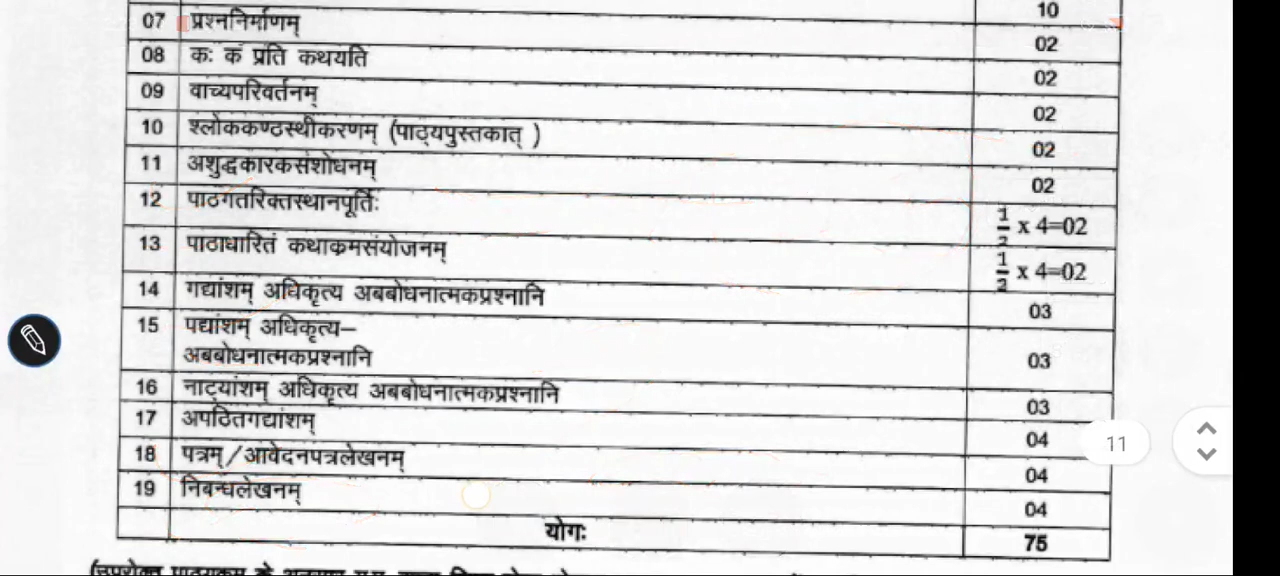 10
07 प्रश्ननिर्माणम् 02
08 कः कं प्रति कथयति 02
09 वाच्यपरिवर्तनम् 02
10 श्लोककण्ठस्थीकरणम् (पाठ्यपुस्तकात् ) 02
11 अशुद्धकारकसंशोधनम् 02
12 पाठगतरिक्तस्थानपूर्तिः 1/2 x 4=02
13 पाठाधारितं कथाक्रमसंयोजनम् 1/2 x 4=02
14 गद्यांशम् अधिकृत्य अबबोधनात्मकप्रश्नानि 03
15 पद्यांशम् अधिकृत्य–
अबबोधनात्मकप्रश्नानि 03
16 नाट्यांशम् अधिकृत्य अबबोधनात्मकप्रश्नानि 03
17 अपठितगद्यांशम् 04
18 पत्रम्/आवेदनपत्रलेखनम् 04
19 निबन्धलेखनम् 04
योगः 75
11